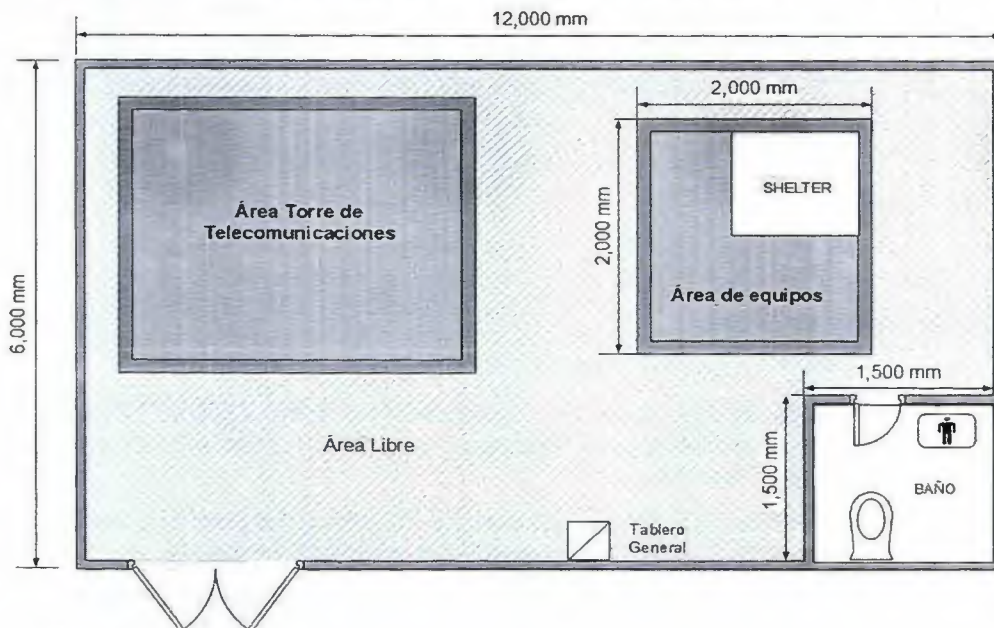 12,000 mm
2,000 mm
SHELTER
Área Torre de
Telecomunicaciones
2,000 mm
6,000 mm
Área de equipos
1,500 mm
Área Libre
1,500 mm
BAÑO
Tablero
General